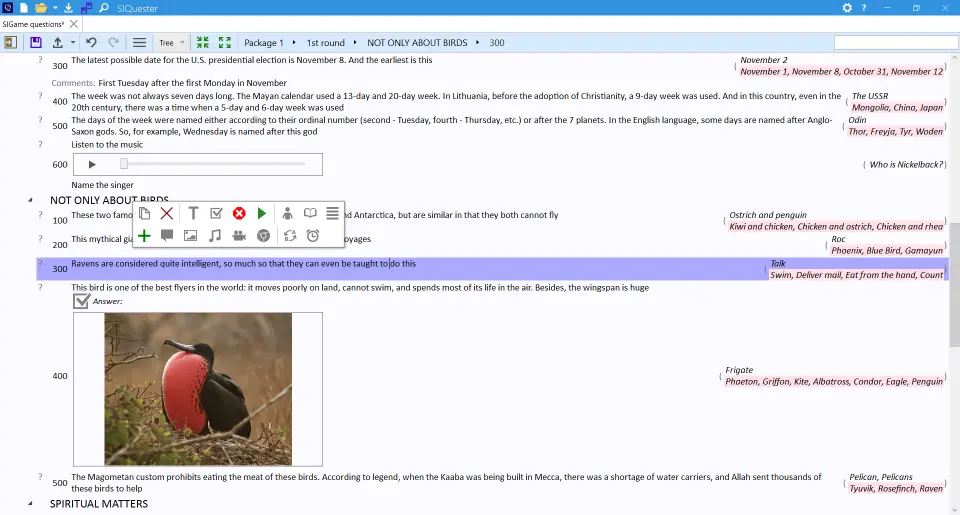 SIQuester
SIGame questions*
Tree
Package 1
1st round
NOT ONLY ABOUT BIRDS
300
? 300 The latest possible date for the U.S. presidential election is November 8. And the earliest is this
November 2
November 1, November 8, October 31, November 12
Comments: First Tuesday after the first Monday in November
? 400 The week was not always seven days long. The Mayan calendar used a 13-day and 20-day week. In Lithuania, before the adoption of Christianity, a 9-day week was used. And in this country, even in the
20th century, there was a time when a 5-day and 6-day week was used
The USSR
Mongolia, China, Japan
? 500 The days of the week were named either according to their ordinal number (second - Tuesday, fourth - Thursday, etc.) or after the 7 planets. In the English language, some days are named after Anglo-
Saxon gods. So, for example, Wednesday is named after this god
Odin
Thor, Freyja, Tyr, Woden
? Listen to the music
600
Who is Nickelback?
Name the singer
NOT ONLY ABOUT BIRDS
? 100 These two famo
nd Antarctica, but are similar in that they both cannot fly
Ostrich and penguin
Kiwi and chicken, Chicken and ostrich, Chicken and rhea
? 200 This mythical gia
oyages
Roc
Phoenix, Blue Bird, Gamayun
? 300 Ravens are considered quite intelligent, so much so that they can even be taught to do this
Talk
Swim, Deliver mail, Eat from the hand, Count
? This bird is one of the best flyers in the world: it moves poorly on land, cannot swim, and spends most of its life in the air. Besides, the wingspan is huge
Answer:
400
Frigate
Phaeton, Griffon, Kite, Albatross, Condor, Eagle, Penguin
? 500 The Magometan custom prohibits eating the meat of these birds. According to legend, when the Kaaba was being built in Mecca, there was a shortage of water carriers, and Allah sent thousands of
these birds to help
Pelican, Pelicans
Tyuvik, Rosefinch, Raven
SPIRITUAL MATTERS